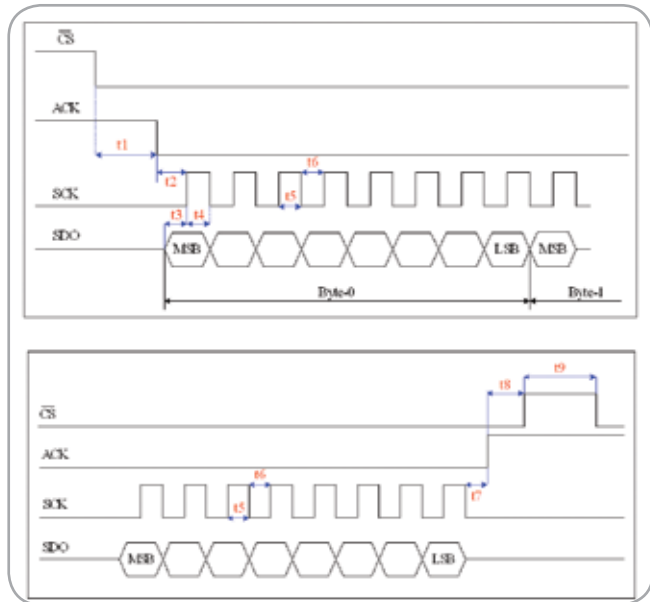 CS
ACK
t1
t6
t2
SCK
t5
t3 t4
SDO
MSB LSB MSB
Byte-0 Byte-1
t9
t8
CS
ACK
t6
t7
SCK
t5
SDO
MSB LSB